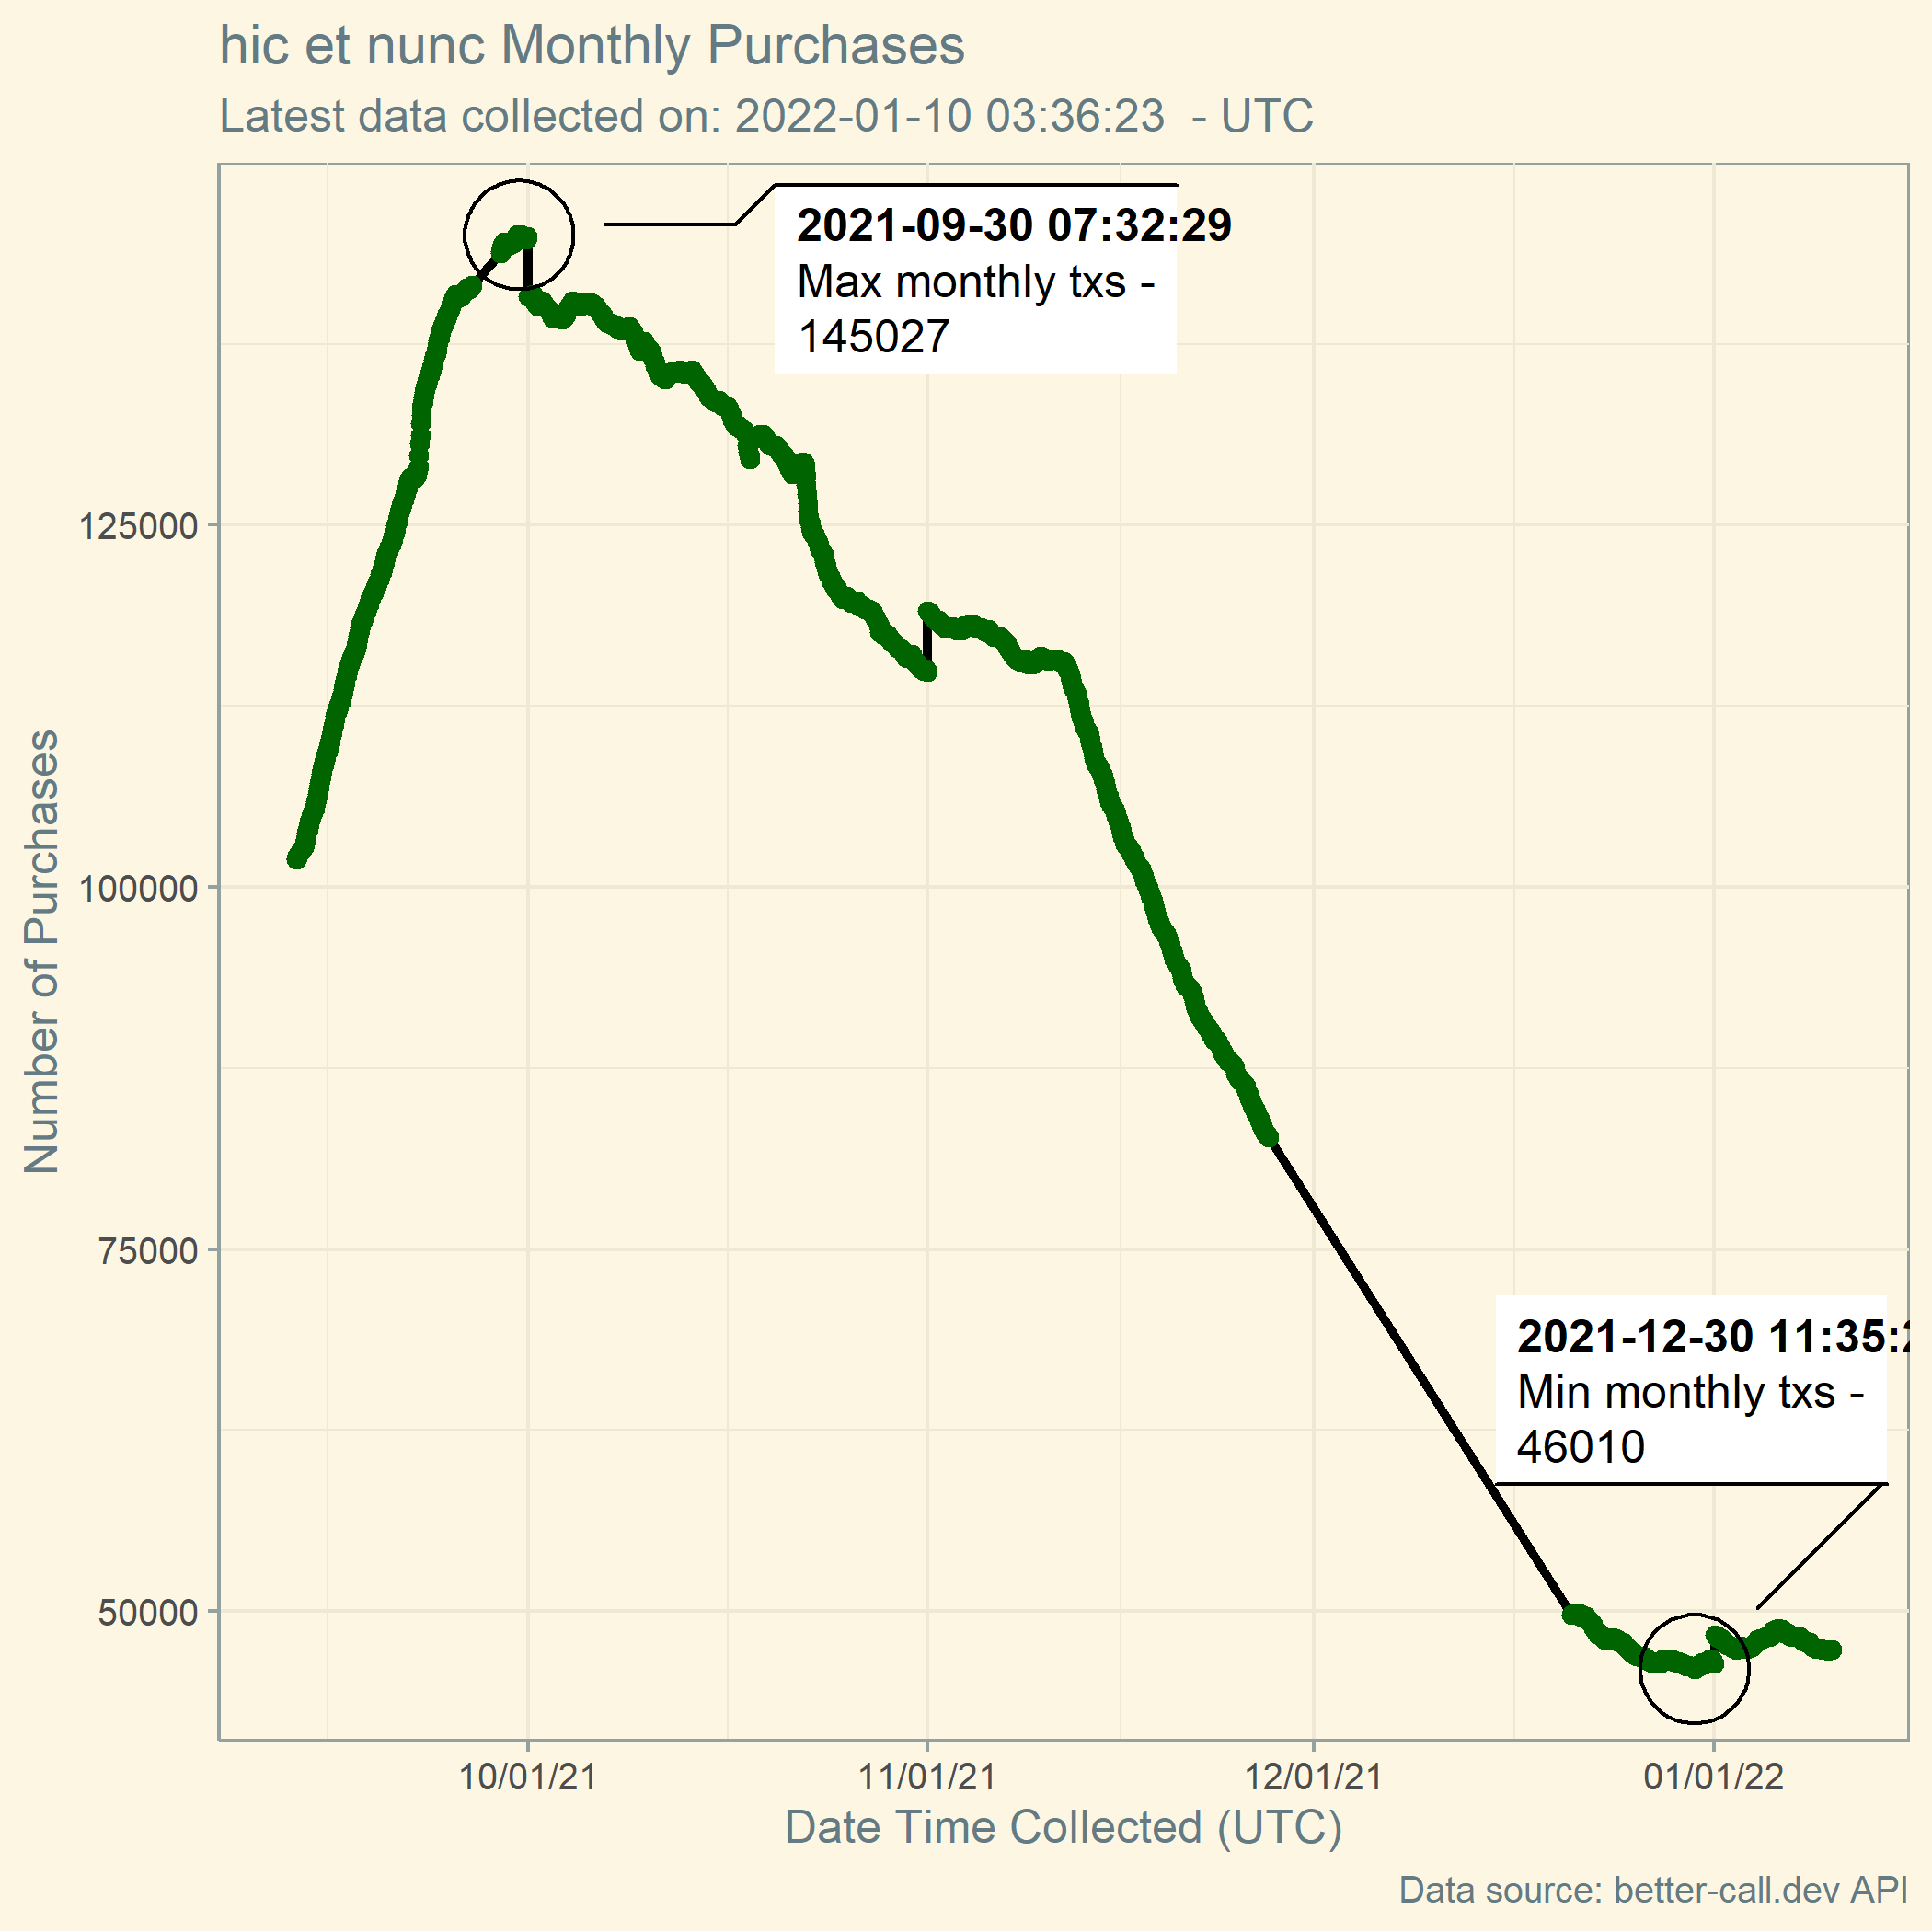 hic et nunc Monthly Purchases
Latest data collected on: 2022-01-10 03:36:23  - UTC
2021-09-30 07:32:29
Max monthly txs -
145027
125000
100000
75000
50000
Number of Purchases
2021-12-30 11:35:
Min monthly txs -
46010
10/01/21
11/01/21
12/01/21
01/01/22
Date Time Collected (UTC)
Data source: better-call.dev API